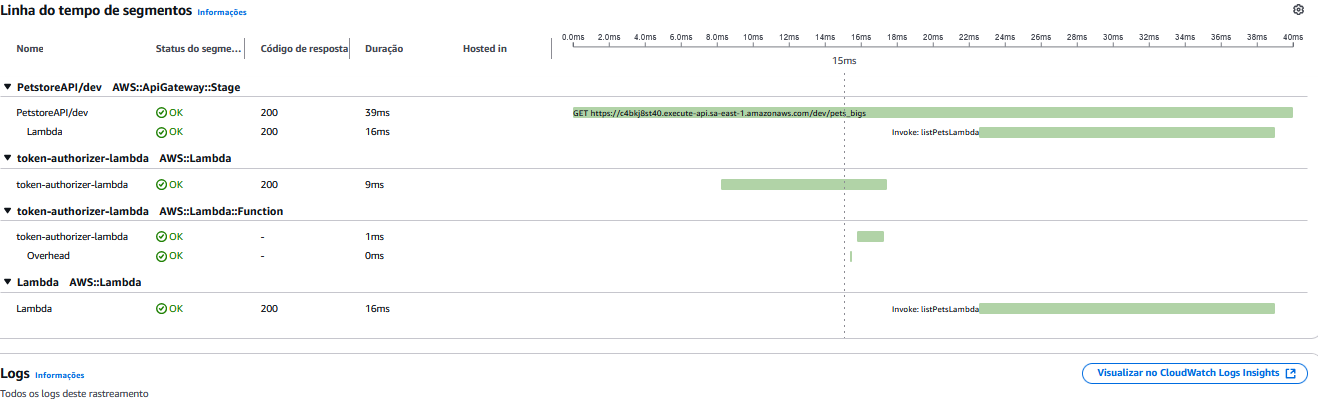 Linha do tempo de segmentos Informações
Nome Status do segme... Código de resposta Duração Hosted in 0.0ms 2.0ms 4.0ms 6.0ms 8.0ms 10ms 12ms 14ms 16ms 18ms 20ms 22ms 24ms 26ms 28ms 30ms 32ms 34ms 36ms 38ms 40ms
15ms
PetstoreAPI/dev AWS::ApiGateway::Stage
PetstoreAPI/dev OK 200 39ms GET https://c4bkj8st40.execute-api.sa-east-1.amazonaws.com/dev/pets_bigs
Lambda OK 200 16ms Invoke: listPetsLambda
token-authorizer-lambda AWS::Lambda
token-authorizer-lambda OK 200 9ms
token-authorizer-lambda AWS::Lambda::Function
token-authorizer-lambda OK - 1ms
Overhead OK - 0ms
Lambda AWS::Lambda
Lambda OK 200 16ms Invoke: listPetsLambda
Logs Informações
Visualizar no CloudWatch Logs Insights
Todos os logs deste rastreamento